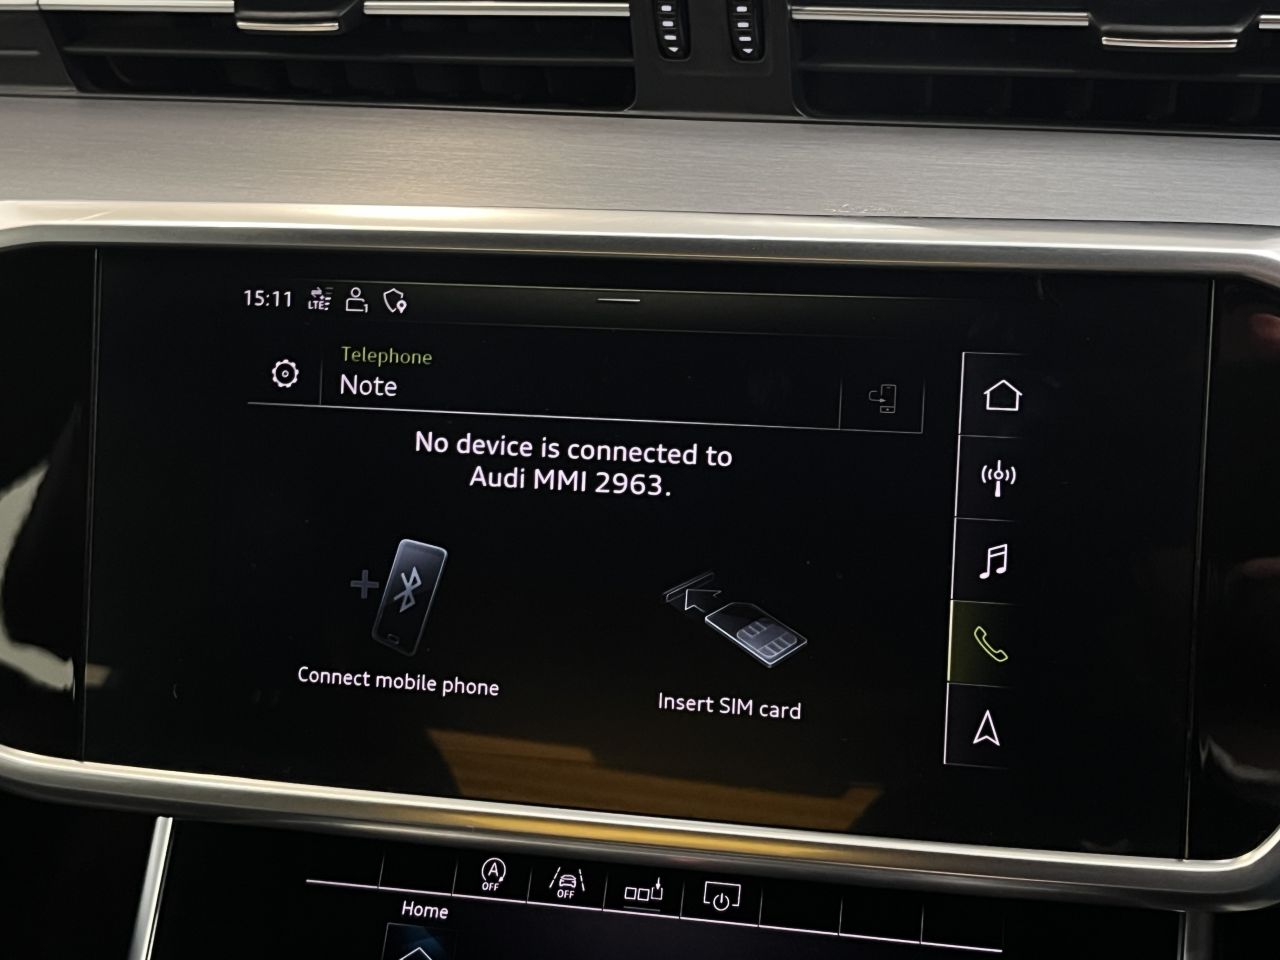 15:11 LTE 1
Telephone
Note
No device is connected to
Audi MMI 2963.
Connect mobile phone
Insert SIM card
A
OFF
OFF
Home